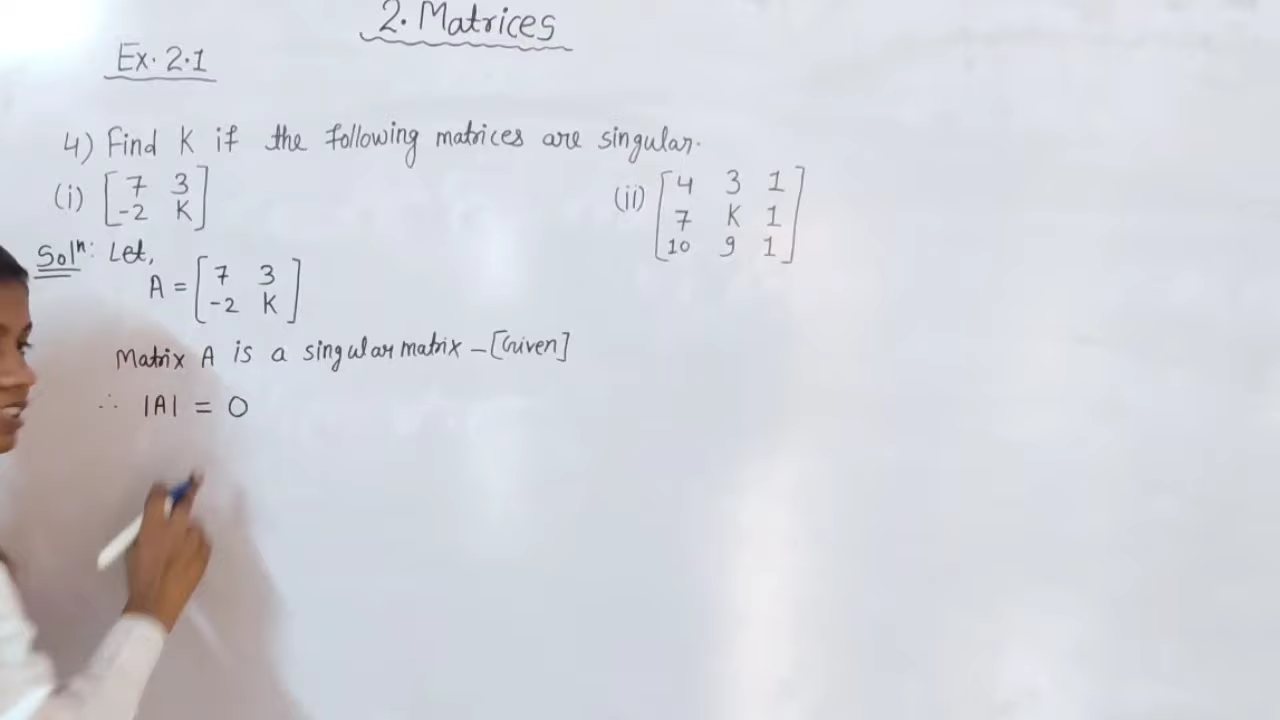 2. Matrices
Ex. 2.1
4) Find K if the following matrices are singular.
(i) [7 3
-2 K]
(ii) [4 3 1
7 K 1
10 9 1]
Solⁿ: Let,
A = [7 3
-2 K]
Matrix A is a singular matrix - [Given]
∴ |A| = 0